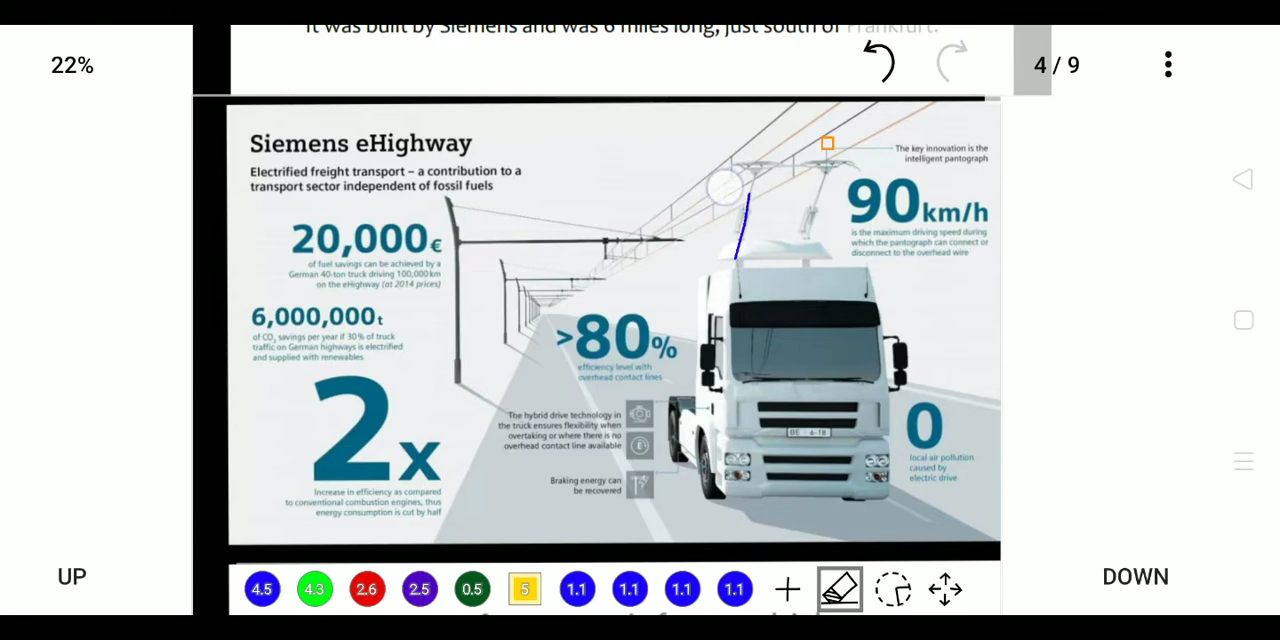 It was built by Siemens and was 6 miles long, just south of Frankfurt.
22%
4 / 9
Siemens eHighway
Electrified freight transport – a contribution to a
transport sector independent of fossil fuels
The key innovation is the
intelligent pantograph
90 km/h
is the maximum driving speed during
which the pantograph can connect or
disconnect to the overhead wire
20,000 €
of fuel savings can be achieved by a
German 40-ton truck driving 100,000 km
on the eHighway (at 2014 prices)
6,000,000 t
of CO2 savings per year if 30% of truck
traffic on German highways is electrified
and supplied with renewables
>80%
efficiency level with
overhead contact lines
2x
Increase in efficiency as compared
to conventional combustion engines, thus
energy consumption is cut by half
The hybrid drive technology in
the truck ensures flexibility when
overtaking or where there is no
overhead contact line available
E
Braking energy can
be recovered
0
local air pollution
caused by
electric drive
UP
DOWN
4.5 4.3 2.6 2.5 0.5 5 1.1 1.1 1.1 1.1